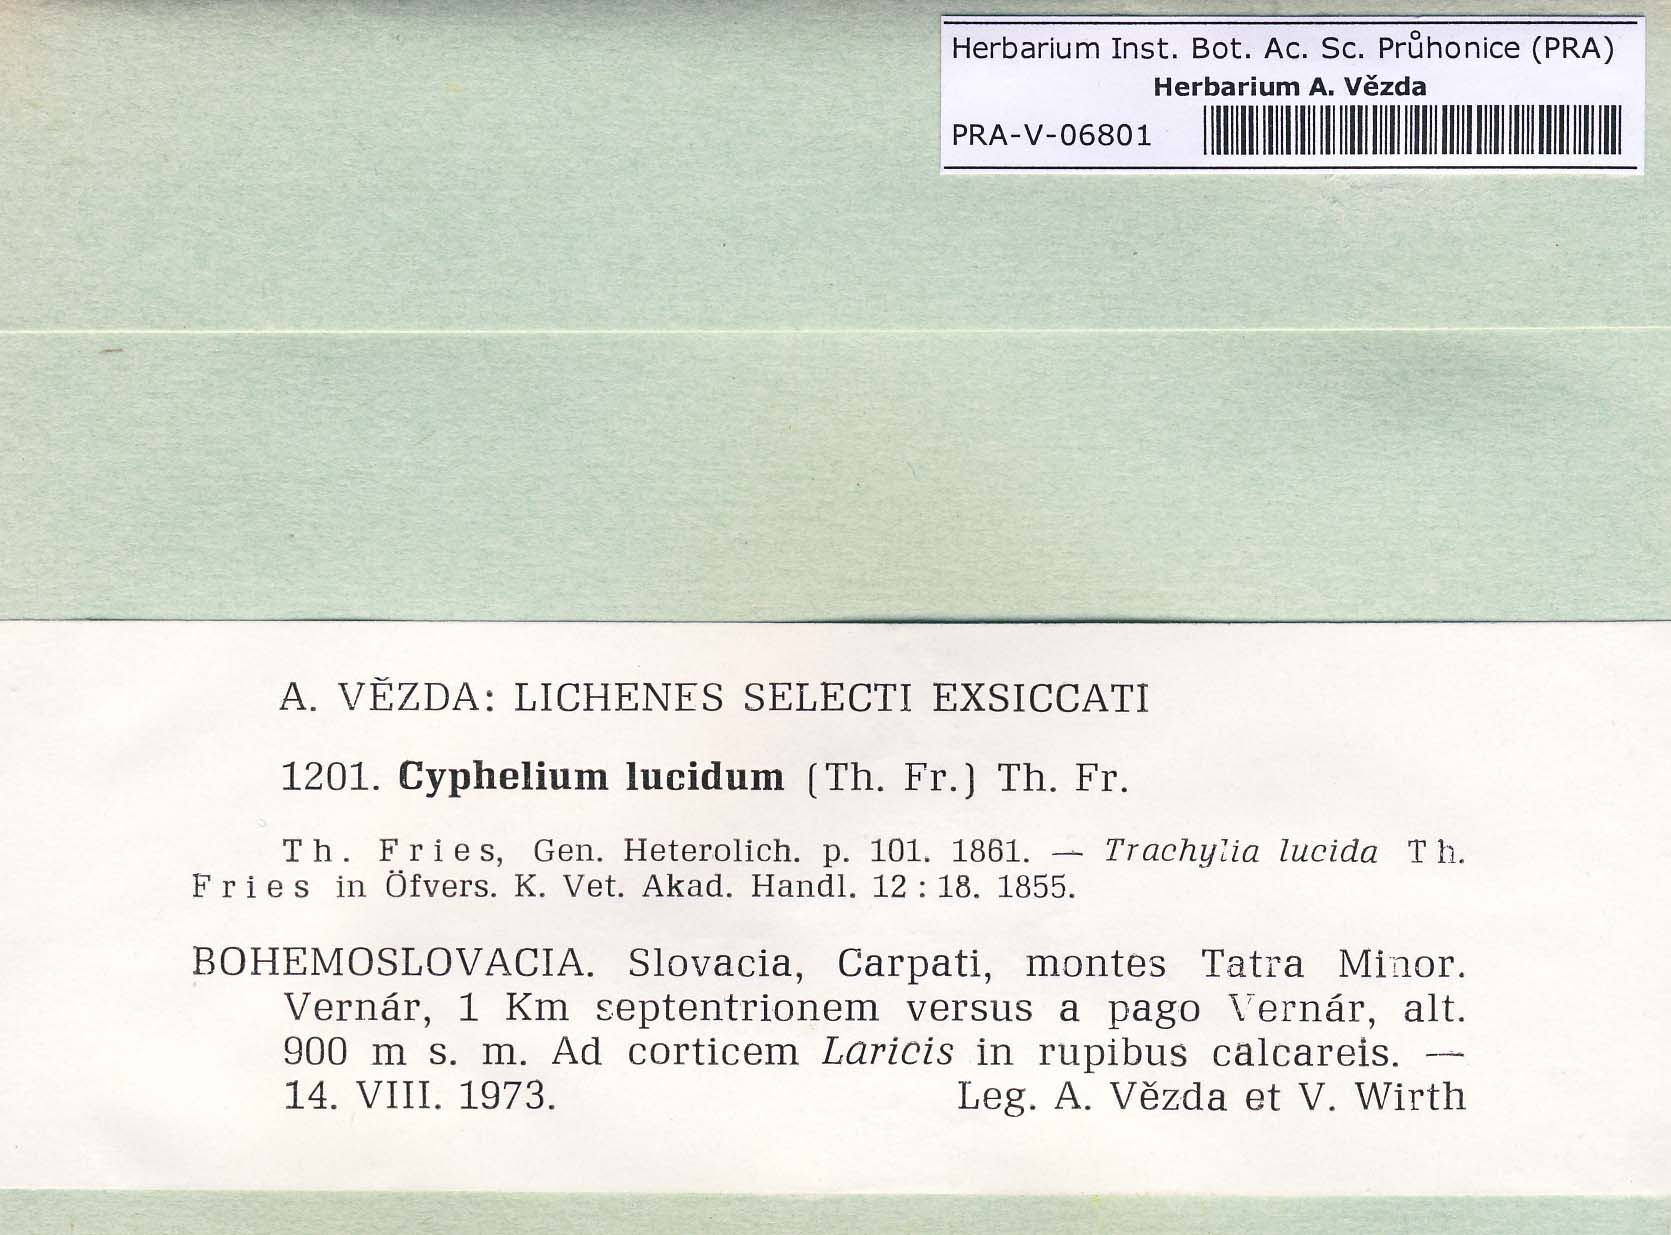 Herbarium Inst. Bot. Ac. Sc. Průhonice (PRA)
Herbarium A. Vězda
PRA-V-06801
A. VĚZDA: LICHENES SELECTI EXSICCATI
1201. Cyphelium lucidum (Th. Fr.) Th. Fr.
Th. Fries, Gen. Heterolich. p. 101. 1861. — Trachylia lucida Th.
Fries in Öfvers. K. Vet. Akad. Handl. 12 : 18. 1855.
BOHEMOSLOVACIA. Slovacia, Carpati, montes Tatra Minor.
Vernár, 1 Km septentrionem versus a pago Vernár, alt.
900 m s. m. Ad corticem Laricis in rupibus calcareis. —
14. VIII. 1973. Leg. A. Vězda et V. Wirth